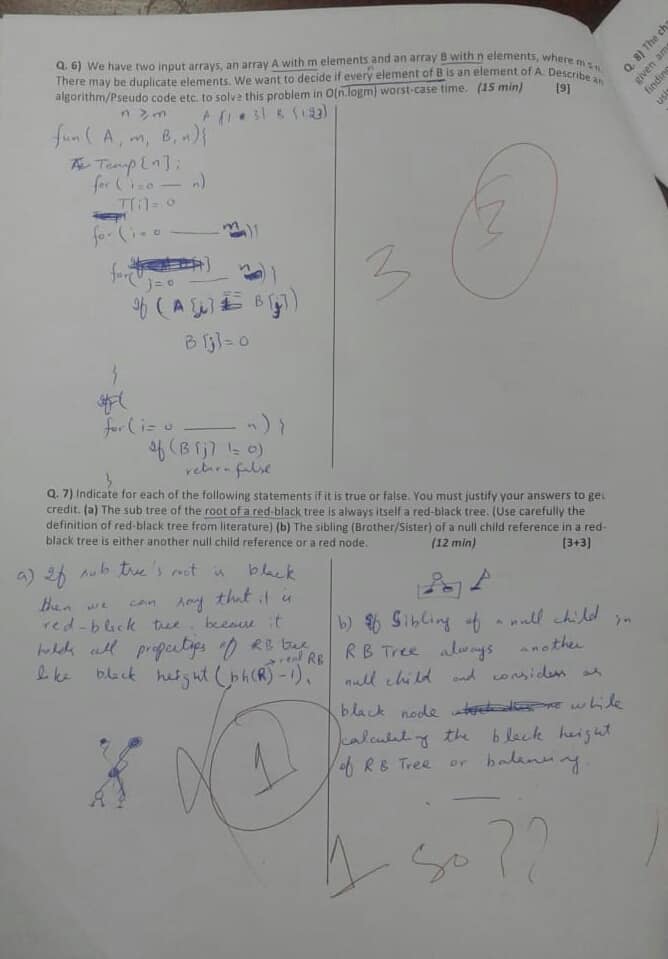 Q. 6) We have two input arrays, an array A with m elements and an array B with n elements, where m ≤ n.
There may be duplicate elements. We want to decide if every element of B is an element of A. Describe an
algorithm/Pseudo code etc. to solve this problem in O(n.logm) worst-case time. (15 min) [9]
n ≥ m
fun( A, m, B, n){
Temp[n];
for (i=0 — n)
T[i]=0
for (i=0 — m){
for( j=0 — n){
If ( A [i] == B[j])
B[j]=0
}
for(i=0 — n){
If (B[j] != 0)
return false
}
3
3
Q. 7) Indicate for each of the following statements if it is true or false. You must justify your answers to get
credit. (a) The sub tree of the root of a red-black tree is always itself a red-black tree. (Use carefully the
definition of red-black tree from literature) (b) The sibling (Brother/Sister) of a null child reference in a red-
black tree is either another null child reference or a red node. (12 min) [3+3]
a) If sub tree's root is black
then we can say that it is
red-black tree. because it
holds all properties of RB tree
real RB
like black height (bh(R)-1).
1
b) Sibling of a null child in
RB Tree always another
null child and considers as
black node while
calculating the black height
of RB Tree or balancing.
1 so ??
Q. 8) The
given